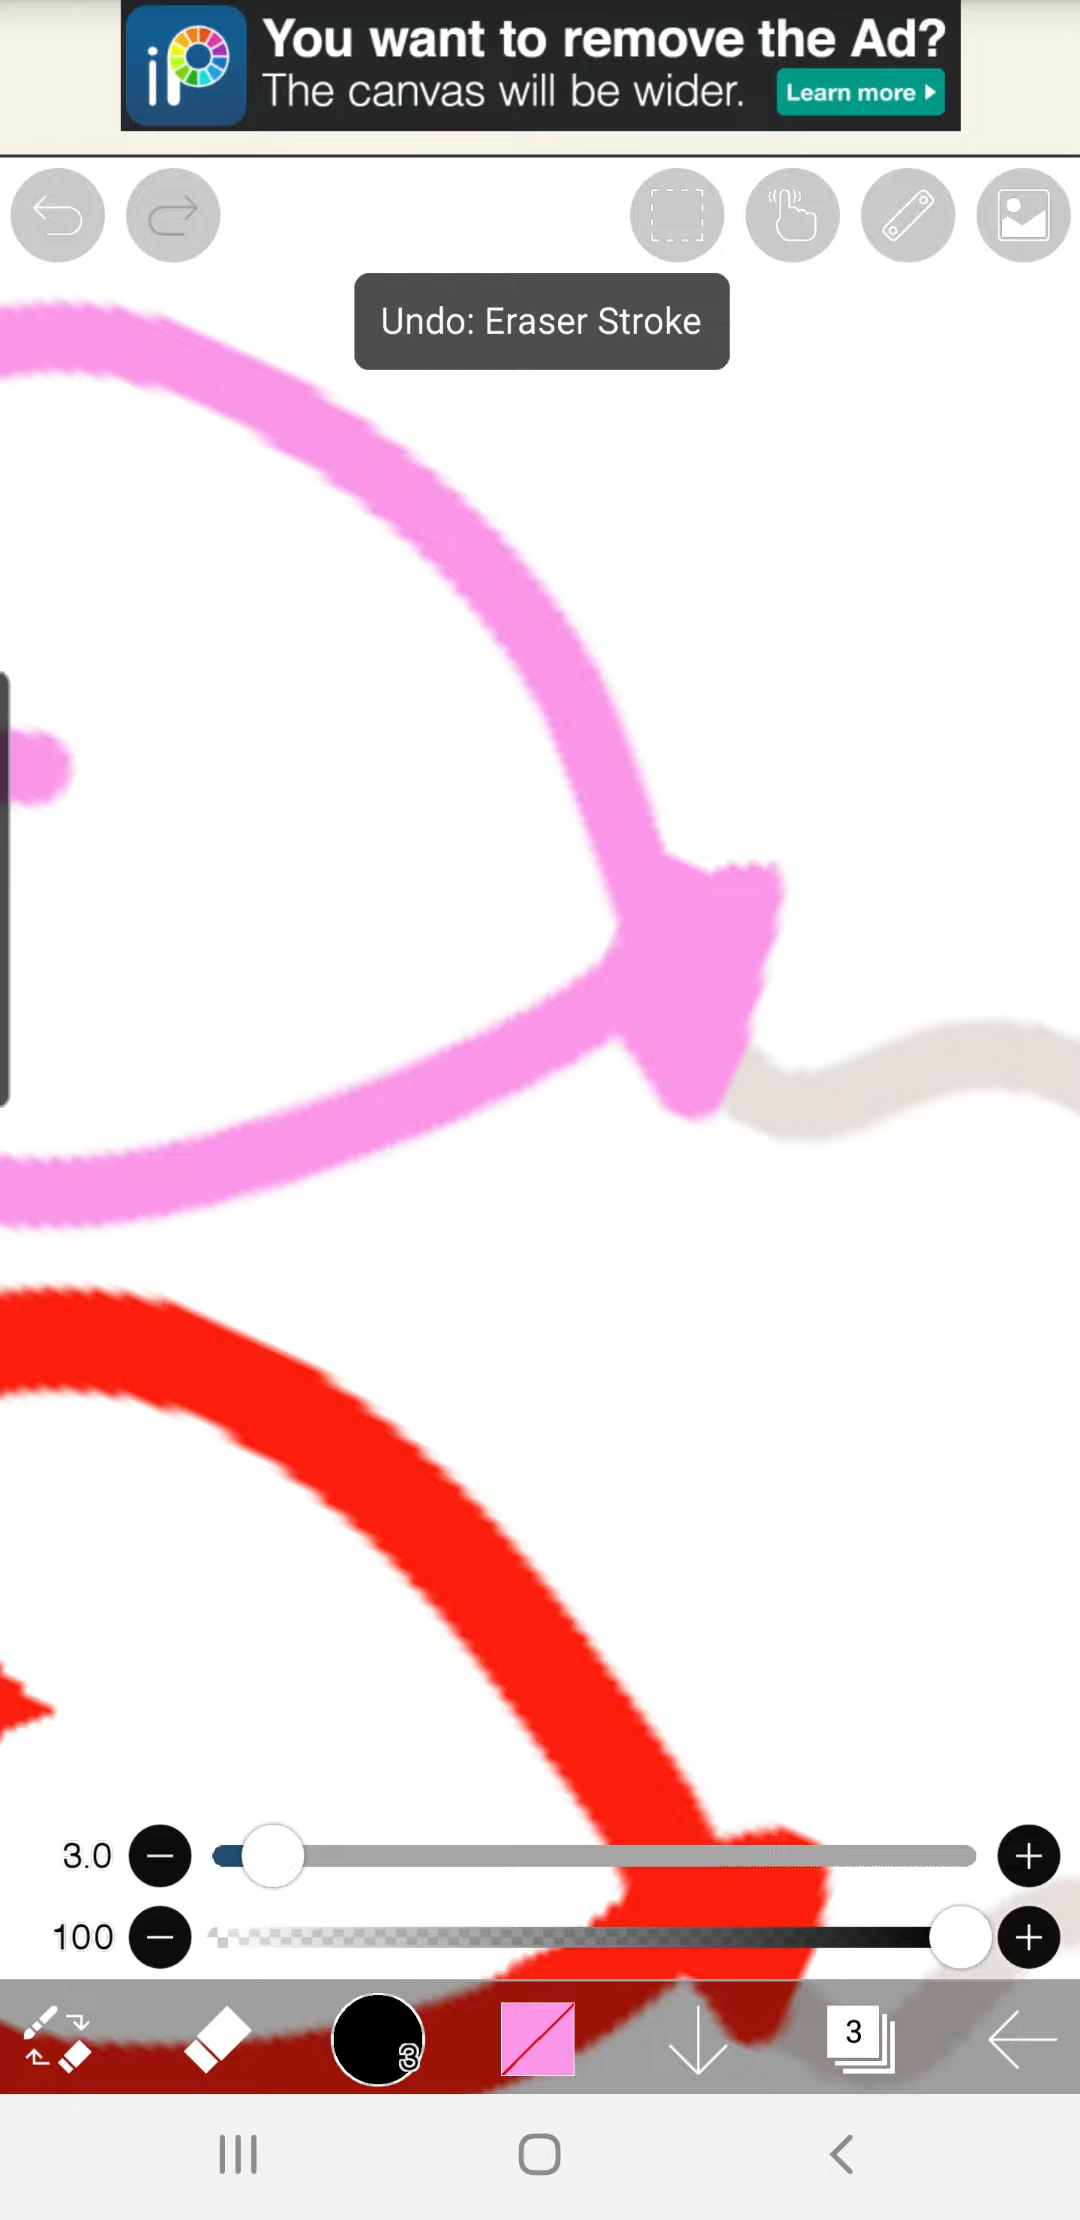 iP
You want to remove the Ad?
The canvas will be wider.
Learn more
Undo: Eraser Stroke
3.0
100
3
3